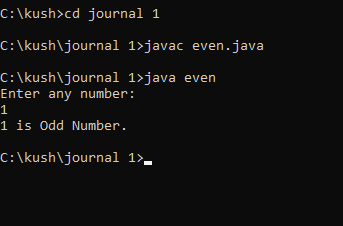 C:\kush>cd journal 1
C:\kush\journal 1>javac even.java
C:\kush\journal 1>java even
Enter any number:
1
1 is Odd Number.
C:\kush\journal 1>